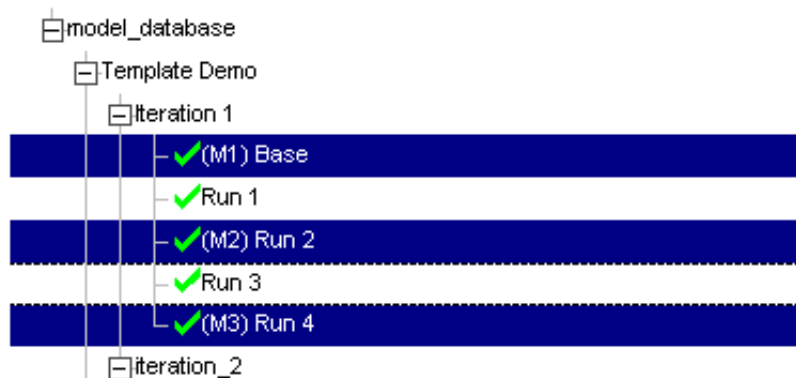 model_database
Template Demo
Iteration 1
(M1) Base
Run 1
(M2) Run 2
Run 3
(M3) Run 4
iteration_2